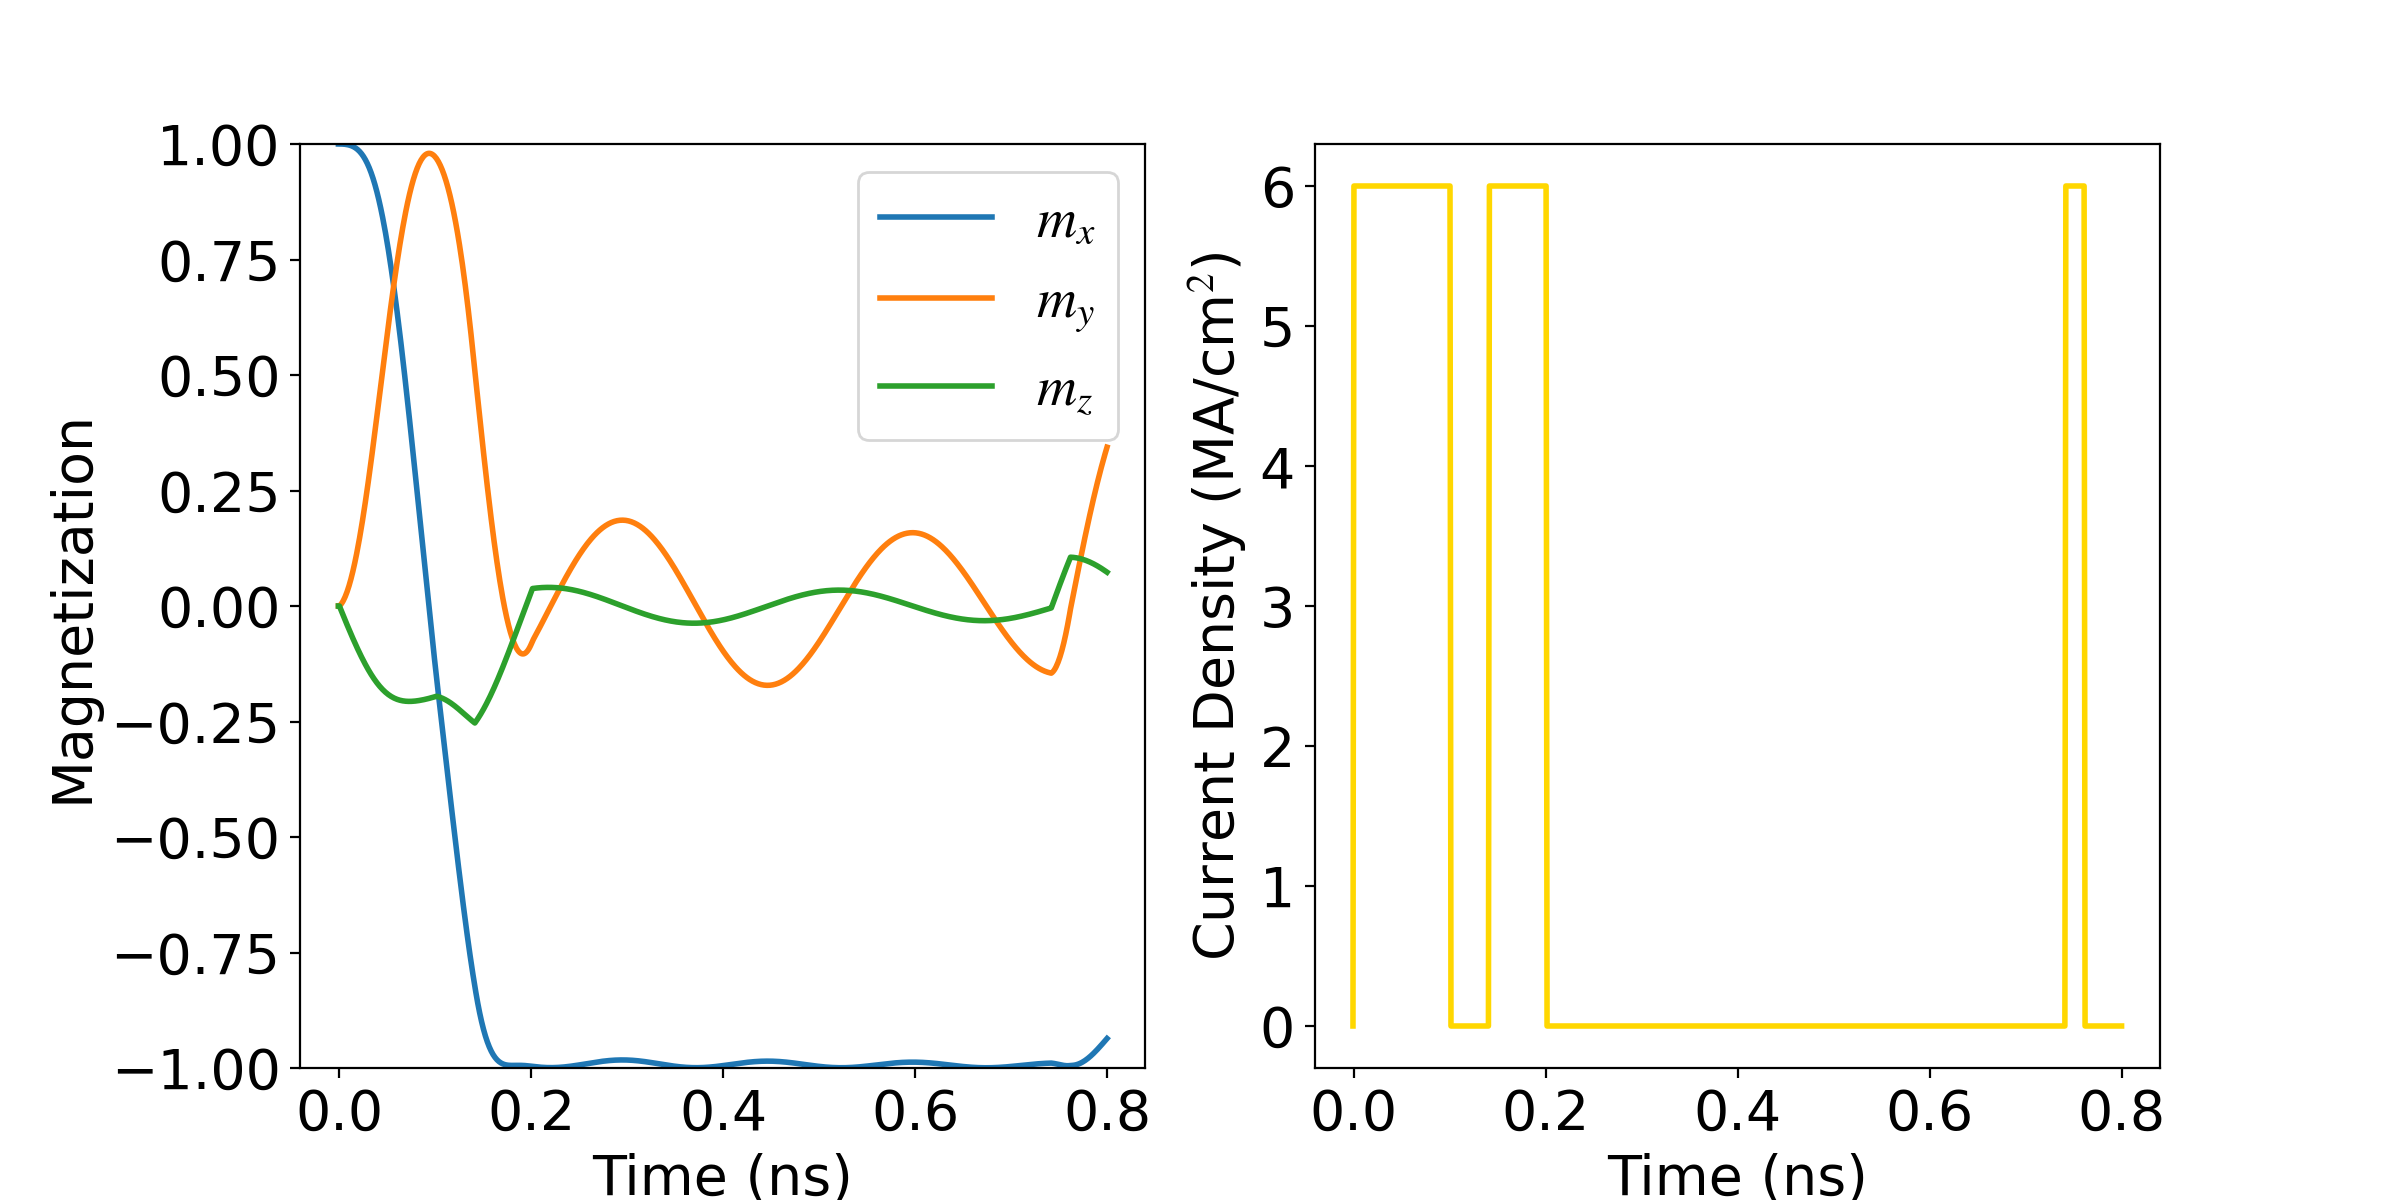 Magnetization
1.00
0.75
0.50
0.25
0.00
−0.25
−0.50
−0.75
−1.00
0.0 0.2 0.4 0.6 0.8
Time (ns)
m_x
m_y
m_z
Current Density (MA/cm²)
6
5
4
3
2
1
0
0.0 0.2 0.4 0.6 0.8
Time (ns)